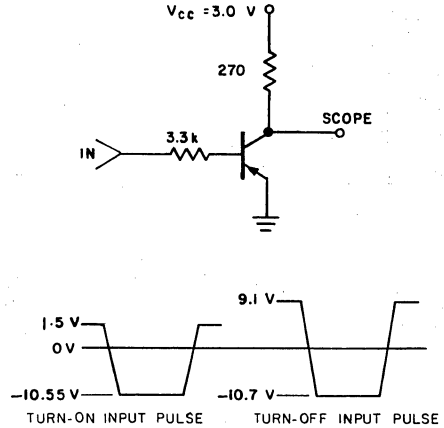 Vcc =3.0 V
270
SCOPE
3.3k
IN
9.1 V
1.5 V
0V
-10.55 V
-10.7 V
TURN-ON INPUT PULSE
TURN-OFF INPUT PULSE